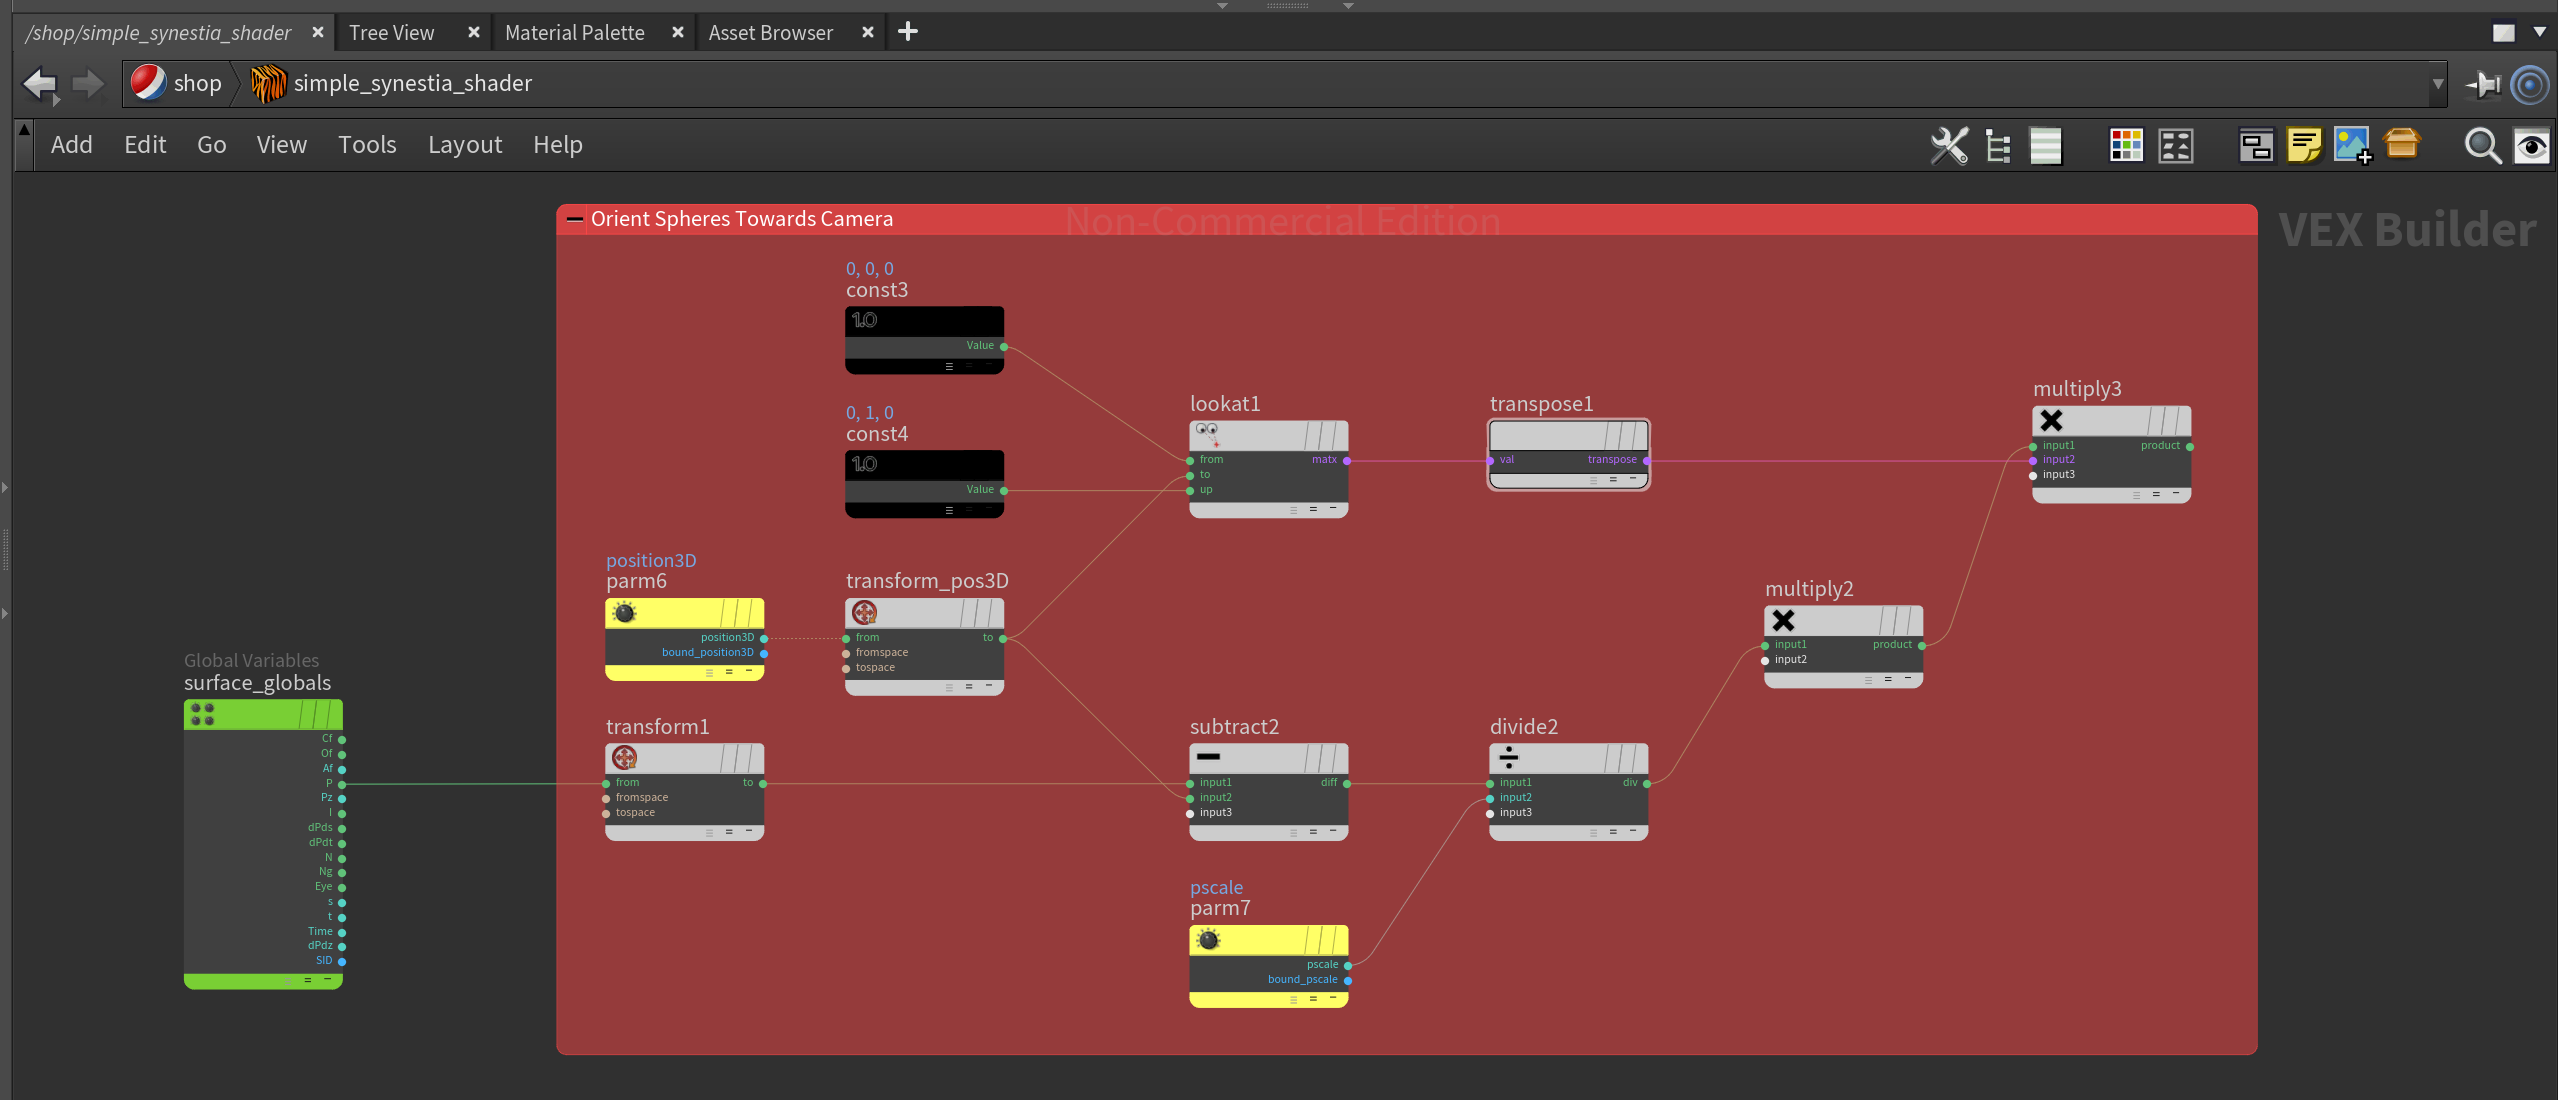 /shop/simple_synestia_shader
Tree View
Material Palette
Asset Browser
shop
simple_synestia_shader
Add Edit Go View Tools Layout Help
Orient Spheres Towards Camera
Non-Commercial Edition
VEX Builder
0, 0, 0
const3
1.0
Value
0, 1, 0
const4
1.0
Value
lookat1
from
matx
to
up
transpose1
val
transpose
multiply3
input1
product
input2
input3
position3D
parm6
position3D
bound_position3D
transform_pos3D
from
to
fromspace
tospace
multiply2
input1
product
input2
Global Variables
surface_globals
Cf
Of
Af
P
Pz
I
dPds
dPdt
N
Ng
Eye
s
t
Time
dPdz
SID
transform1
from
to
fromspace
tospace
subtract2
input1
diff
input2
input3
divide2
input1
div
input2
input3
pscale
parm7
pscale
bound_pscale